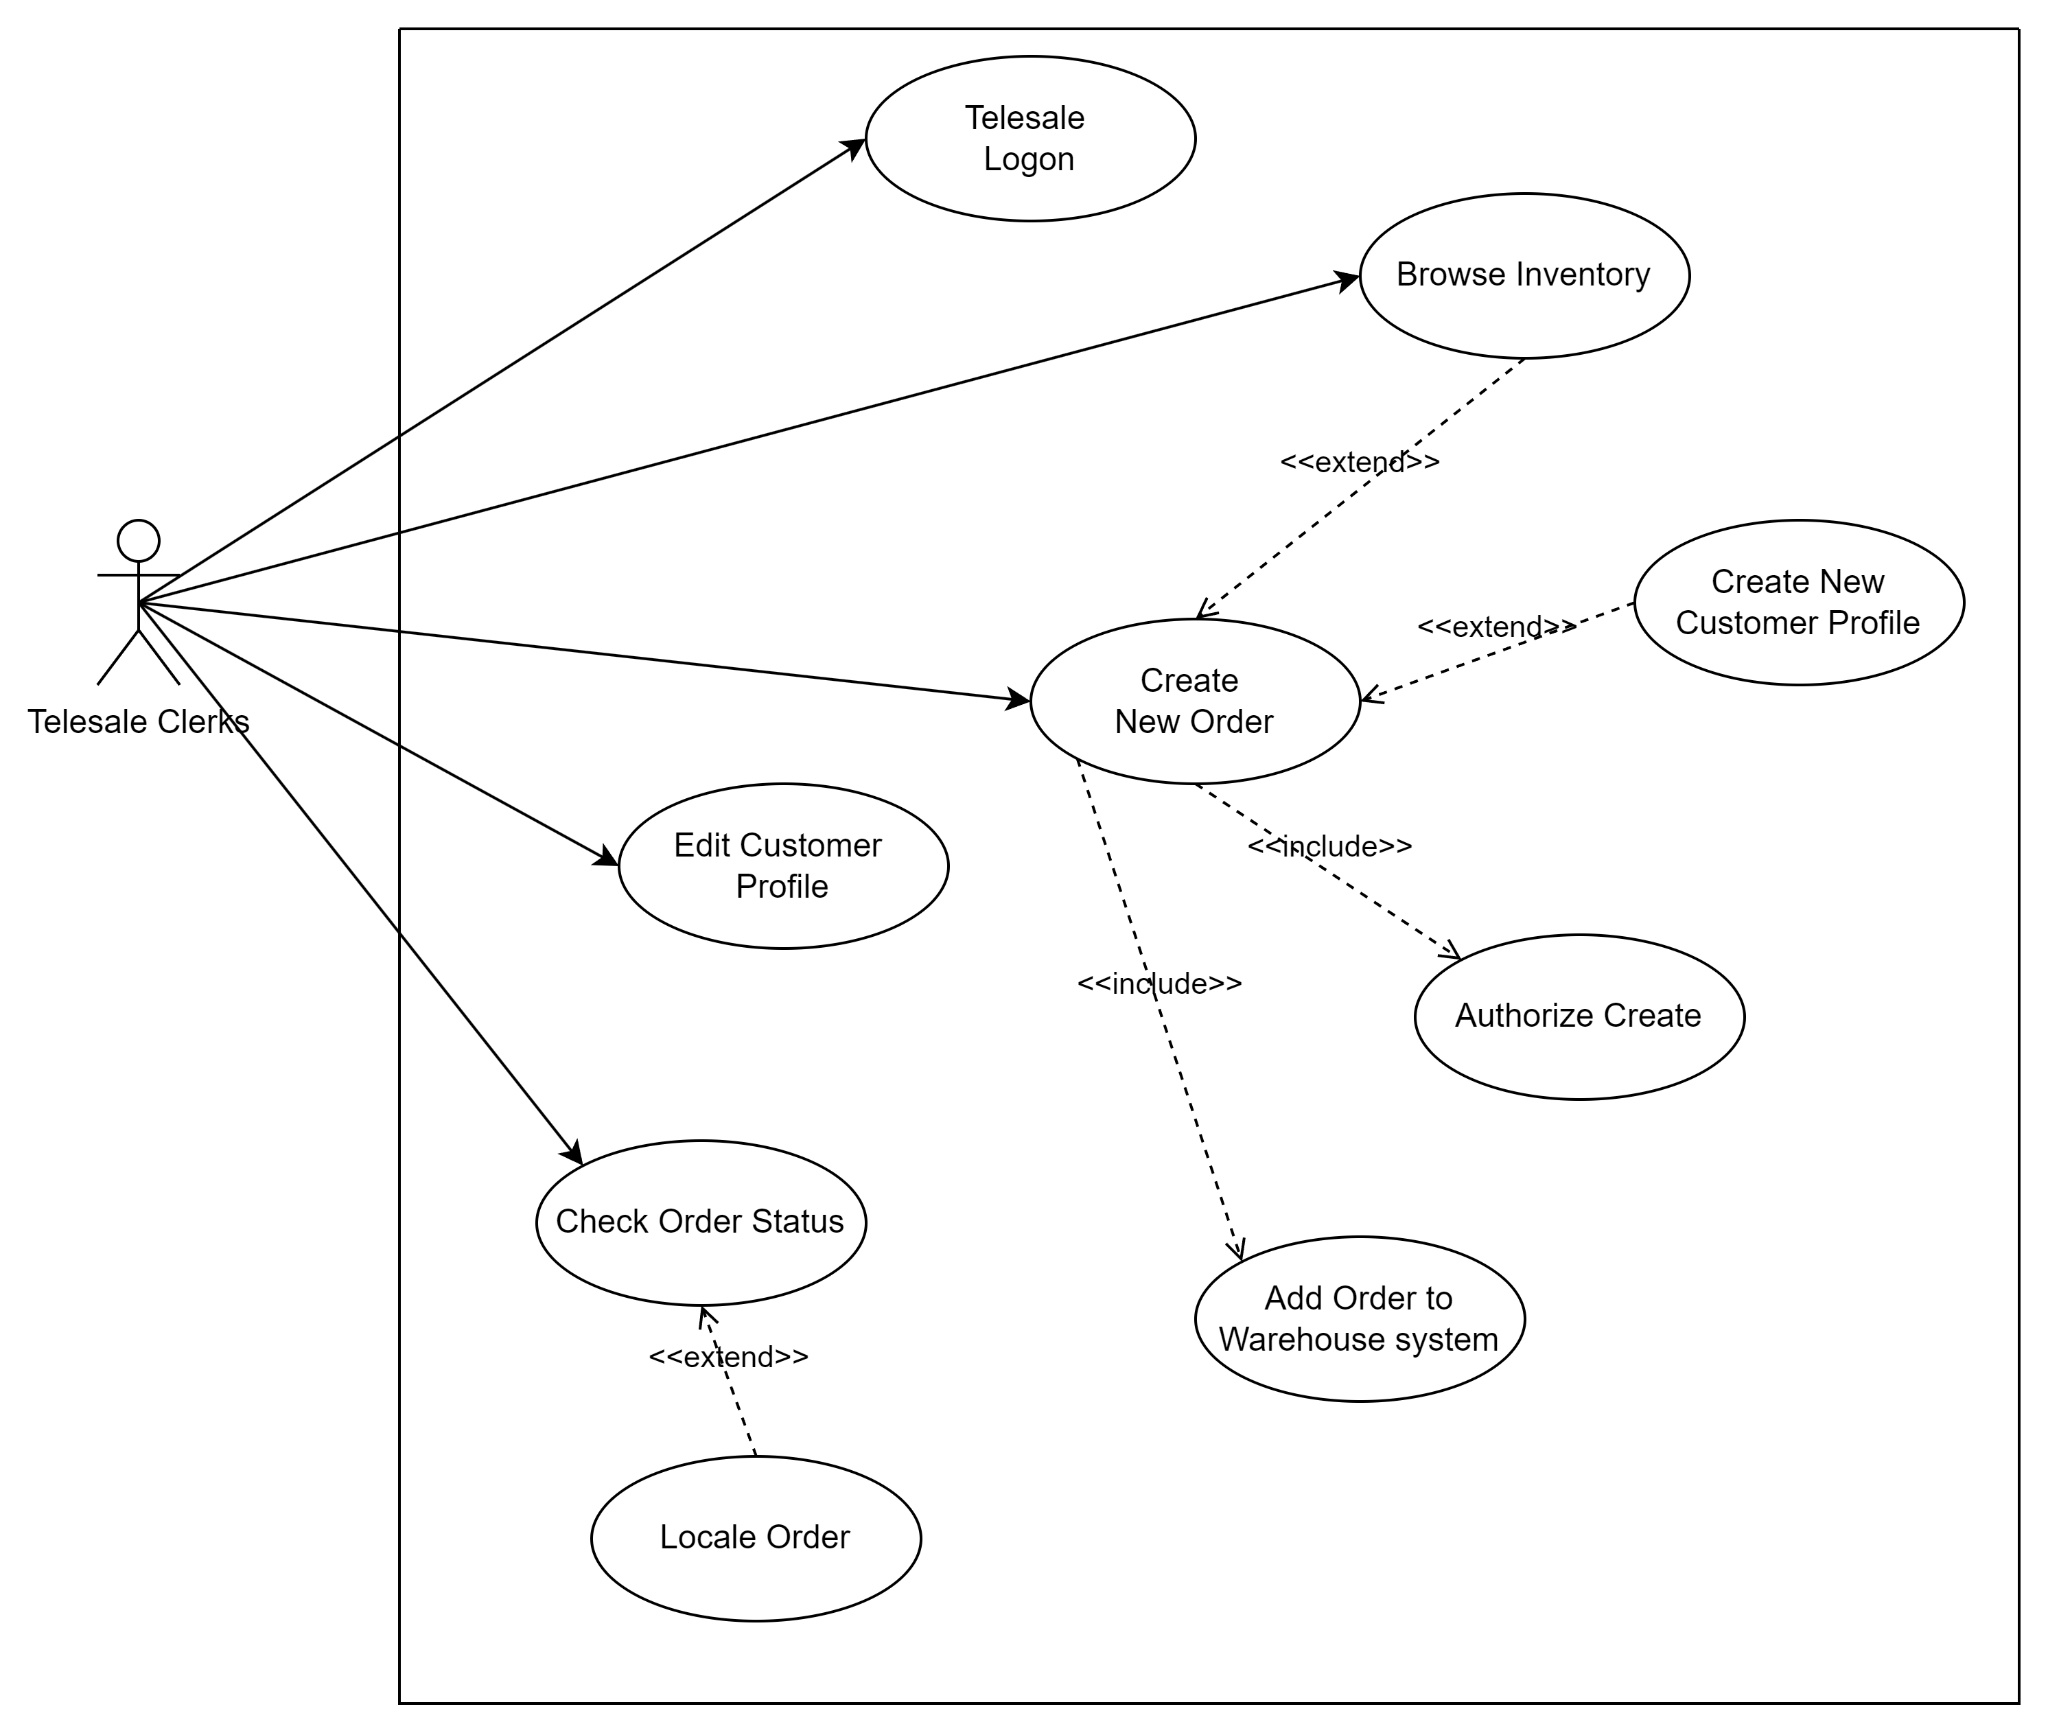 Telesale
Logon
Browse Inventory
<<extend>>
Create New
Customer Profile
<<extend>>
Create
New Order
Telesale Clerks
Edit Customer
Profile
<<include>>
<<include>>
Authorize Create
Check Order Status
Add Order to
Warehouse system
<<extend>>
Locale Order